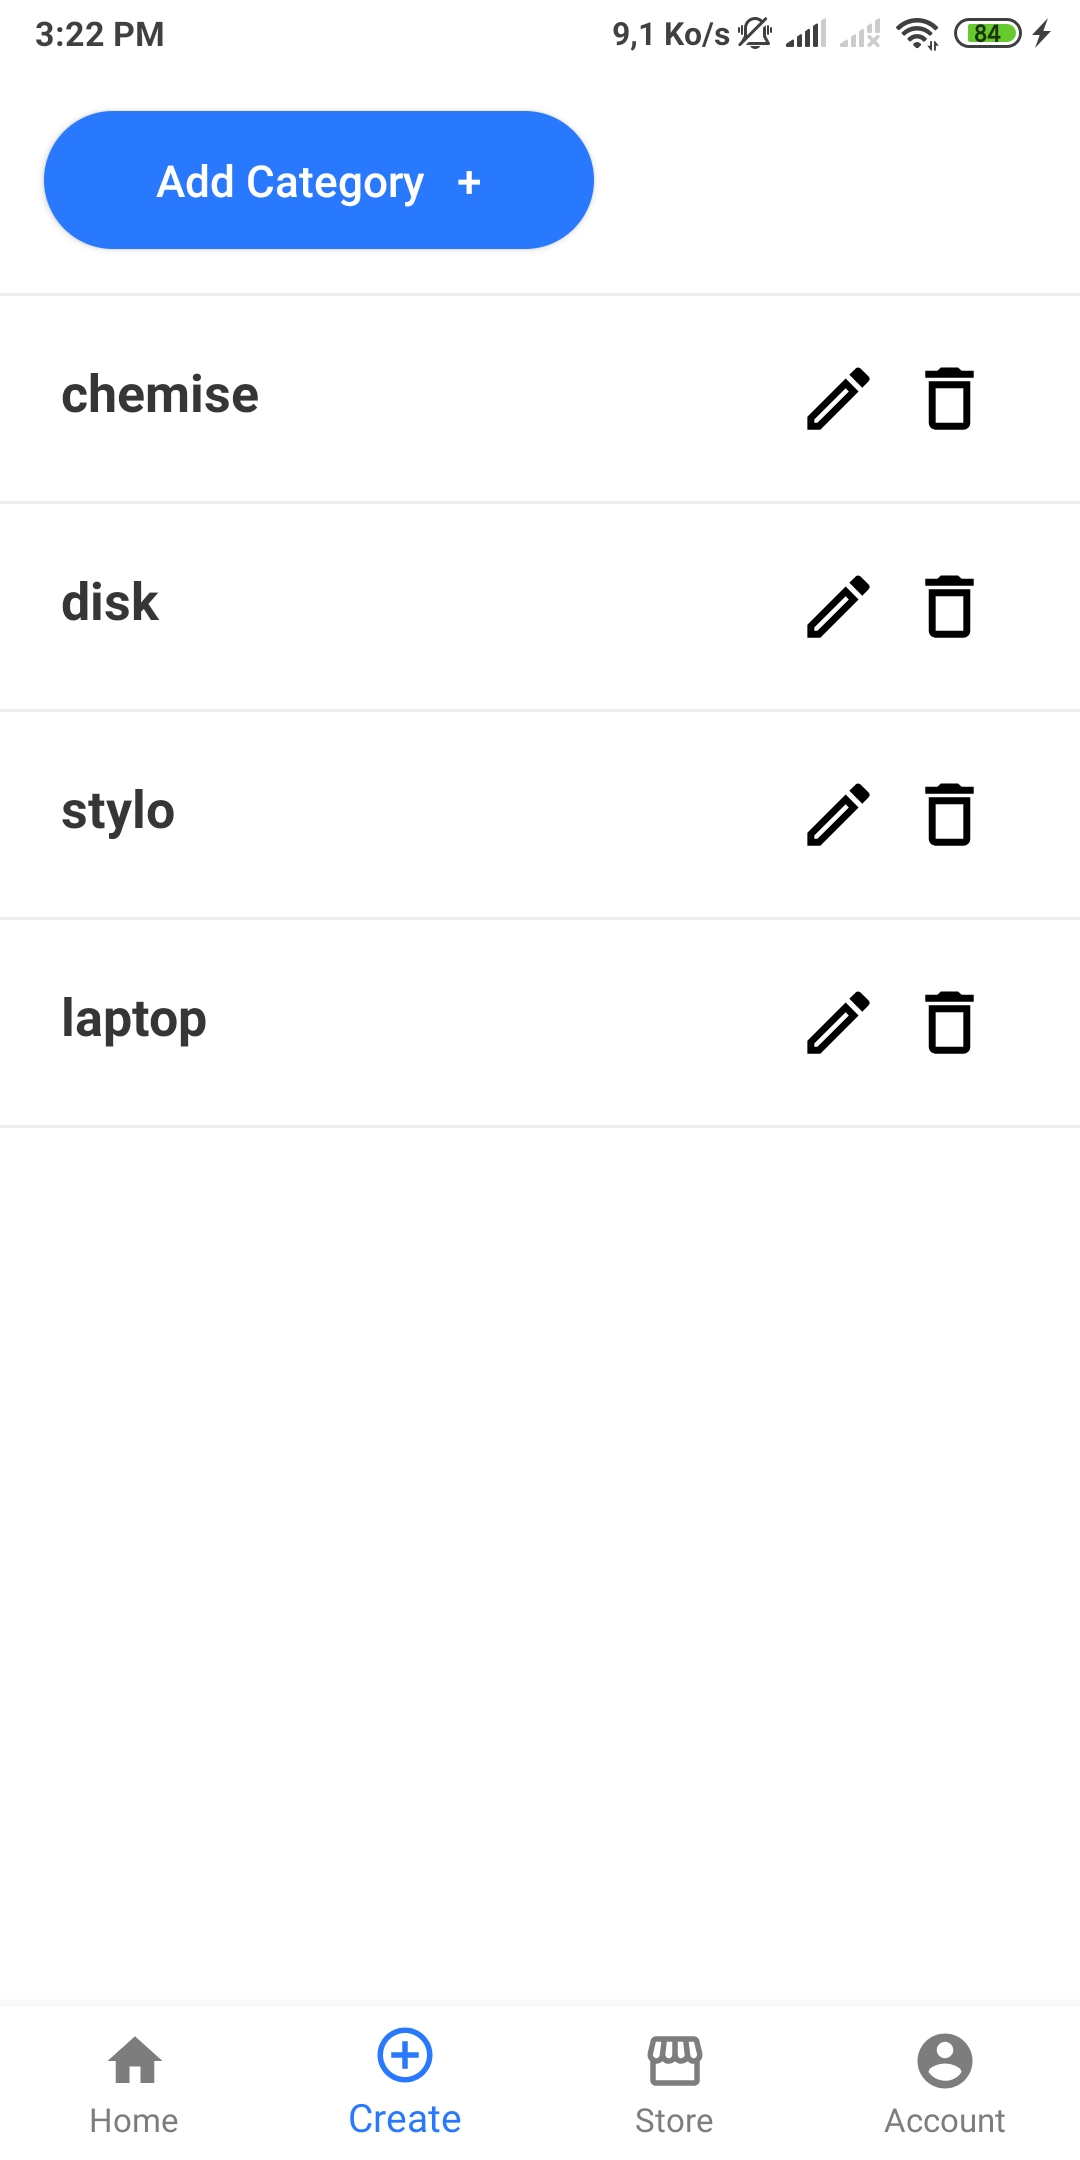 3:22 PM 9,1 Ko/s 84
Add Category +
chemise
disk
stylo
laptop
Home Create Store Account